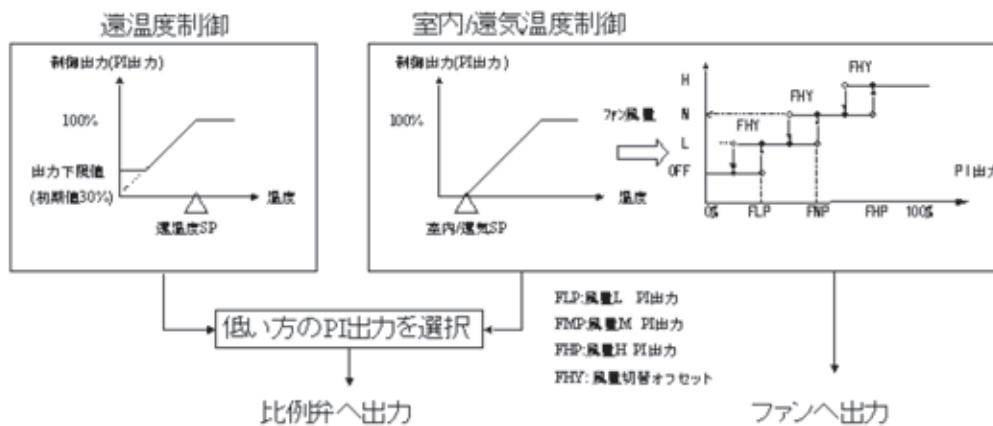 還温度制御
制御出力(PI出力)
100%
出力下限値
(初期値30%)
温度
還温度SP
室内/還気温度制御
制御出力(PI出力)
100%
温度
室内/還気SP
ファン風量
H
N
L
OFF
FHY
FHY
FHY
PI出力
0%
FLP
FMP
FHP
100%
低い方のPI出力を選択
比例弁へ出力
FLP:風量L PI出力
FMP:風量M PI出力
FHP:風量H PI出力
FHY:風量切替オフセット
ファンへ出力